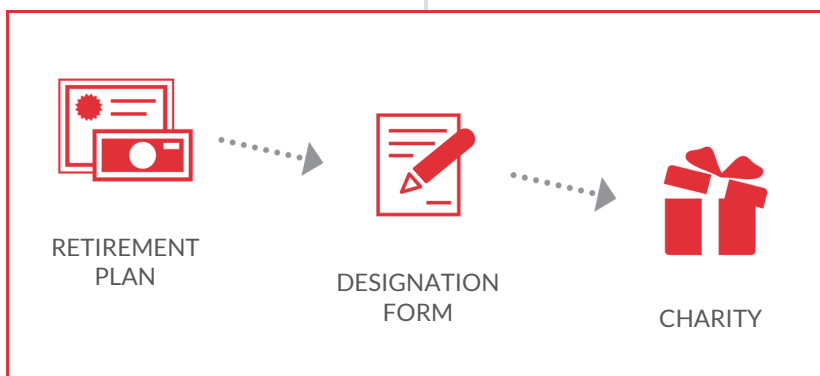 RETIREMENT
PLAN
DESIGNATION
FORM
CHARITY